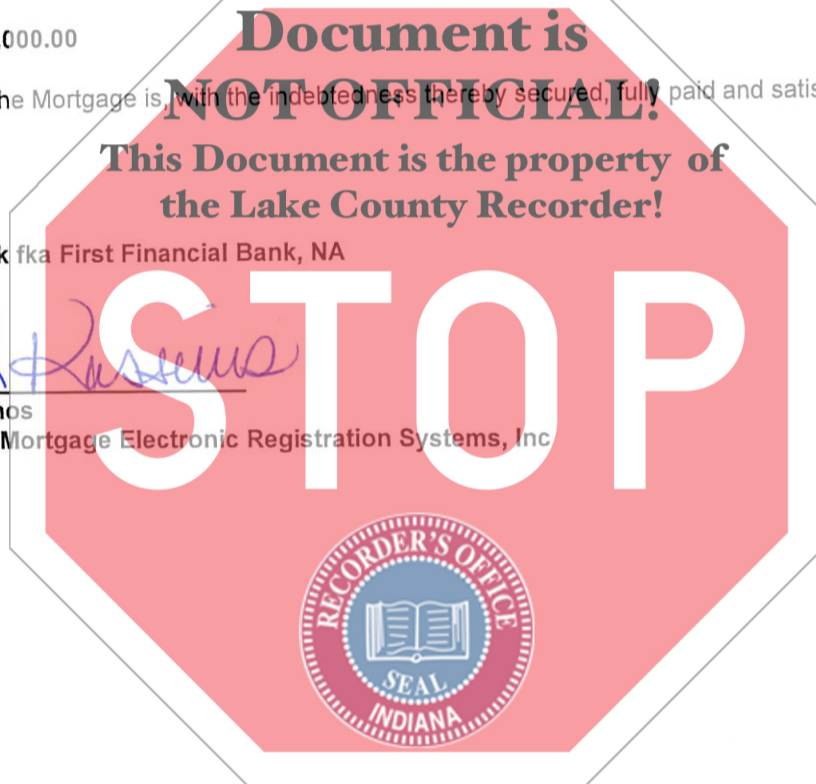 Document is
000.00
NOT OFFICIAL!
he Mortgage is, with the indebtedness thereby secured, fully paid and satis
This Document is the property of
the Lake County Recorder!
k fka First Financial Bank, NA
STOP
nos
Mortgage Electronic Registration Systems, Inc
RECORDER'S OFFICE
SEAL
INDIANA